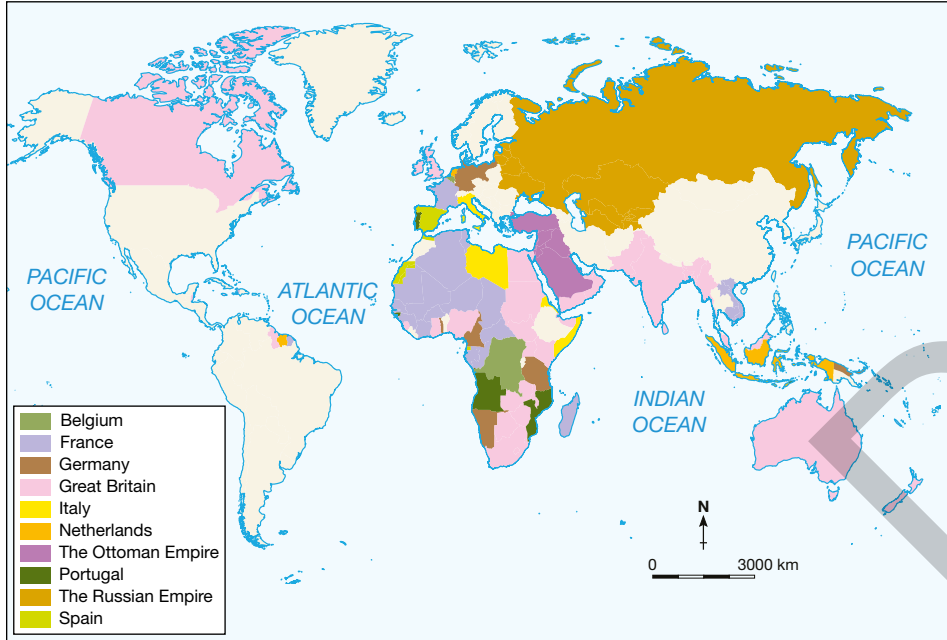 PACIFIC
OCEAN
ATLANTIC
OCEAN
PACIFIC
OCEAN
INDIAN
OCEAN
Belgium
France
Germany
Great Britain
Italy
Netherlands
The Ottoman Empire
Portugal
The Russian Empire
Spain
N
0 3000 km